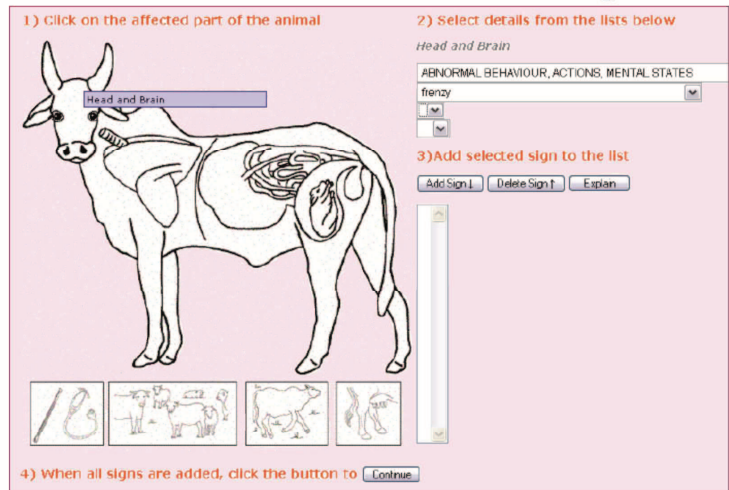 1) Click on the affected part of the animal
Head and Brain
4) When all signs are added, click the button to Continue
2) Select details from the lists below
Head and Brain
ABNORMAL BEHAVIOUR, ACTIONS, MENTAL STATES
frenzy
3)Add selected sign to the list
Add Sign↓ Delete Sign↑ Explain